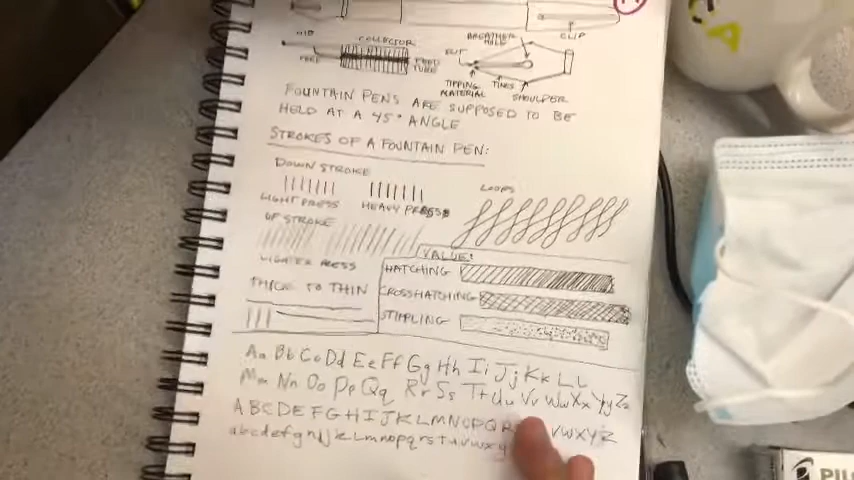 CLIP
NIB
COLLECTOR
BREATHER
HOLE
SLIT
FEED
FEED
TUBE
TIPPING
MATERIAL
TINES
SHOULDER
FOUNTAIN PENS ARE SUPPOSED TO BE
HELD AT A 45° ANGLE
STROKES OF A FOUNTAIN PEN:
DOWN STROKE
LIGHT PRESS
HEAVY PRESS
LOOPS
STROKE
PRESS
THICK TO THIN
VALUE:
HATCHING
CROSSHATCHING
STIPPLING
Aa Bb Cc Dd Ee Ff Gg Hh Ii Jj Kk Ll
Mm Nn Oo Pp Qq Rr Ss Tt Uu Vv Ww Xx Yy Zz
A B C D E F G H I J K L M N O P Q R VWXYZ
abcdefghijklmnopqrstuvwxy